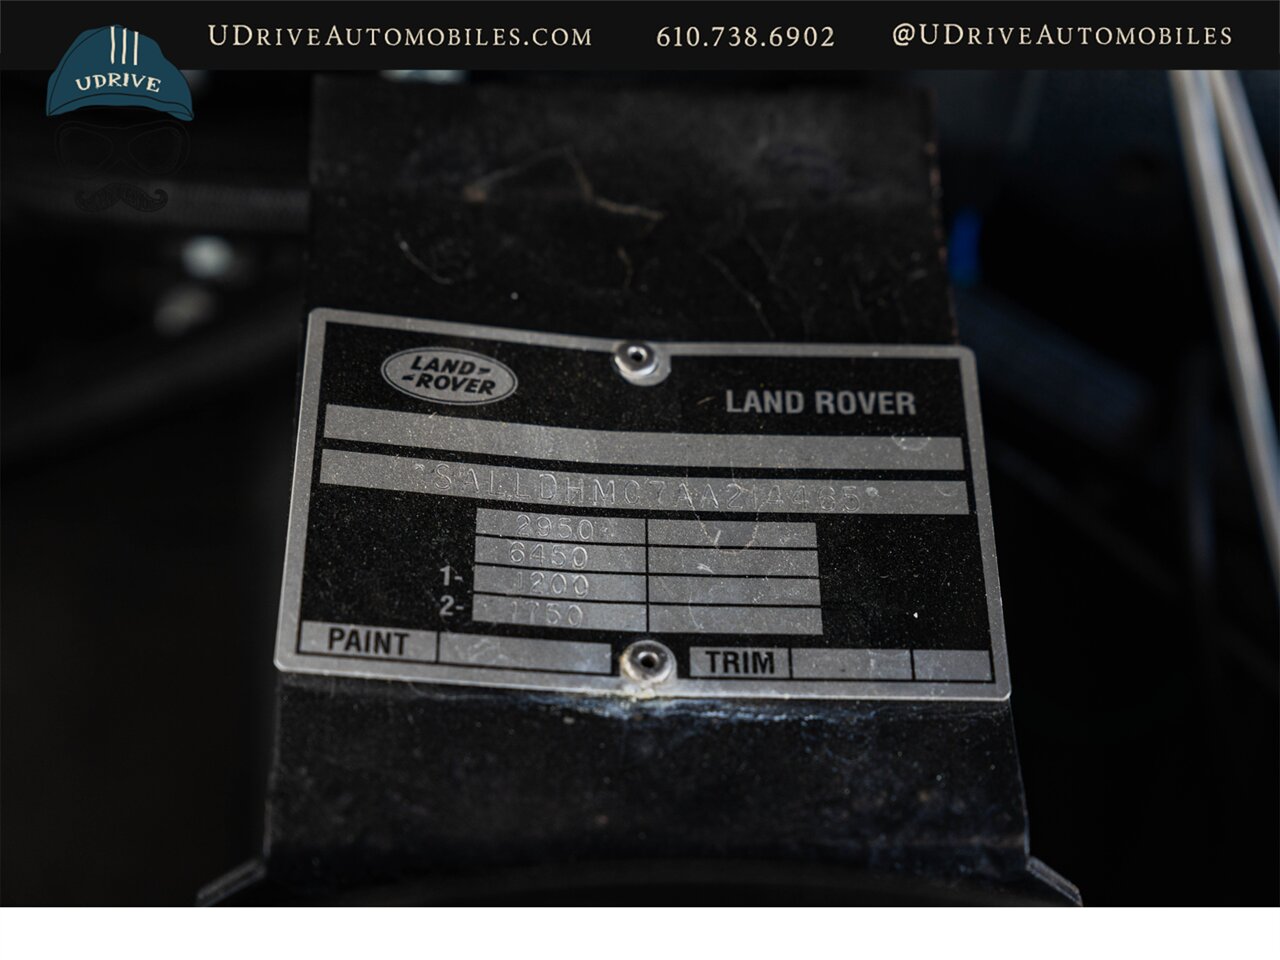 UDriveAutomobiles.com 610.738.6902 @UDriveAutomobiles
UDRIVE
LAND-
-ROVER
LAND ROVER
*SALLDHMC7AA214465*
2950
6450
1- 1200
2- 1750
PAINT TRIM